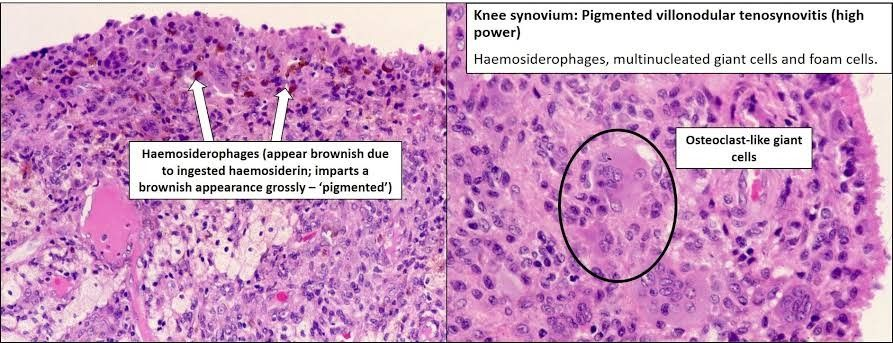 Haemosiderophages (appear brownish due
to ingested haemosiderin; imparts a
brownish appearance grossly – ‘pigmented’)
Knee synovium: Pigmented villonodular tenosynovitis (high
power)
Haemosiderophages, multinucleated giant cells and foam cells.
Osteoclast-like giant
cells